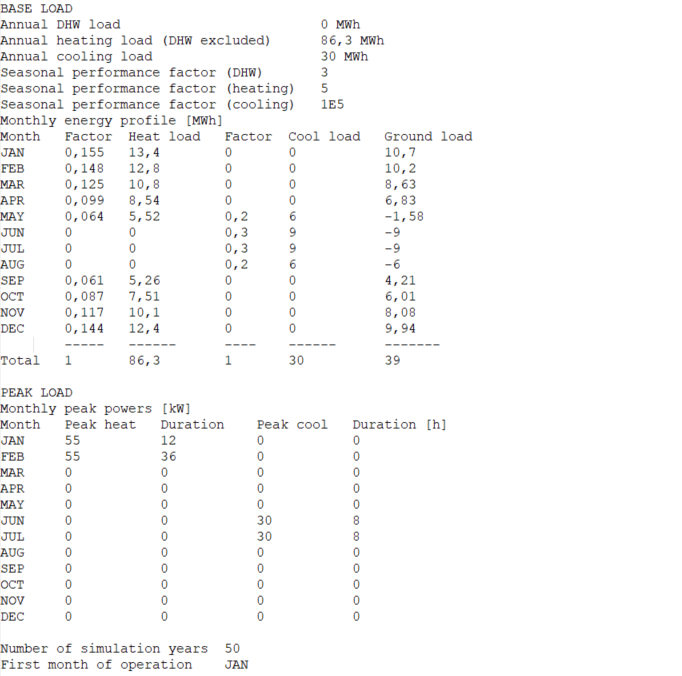 BASE LOAD
Annual DHW load 0 MWh
Annual heating load (DHW excluded) 86,3 MWh
Annual cooling load 30 MWh
Seasonal performance factor (DHW) 3
Seasonal performance factor (heating) 5
Seasonal performance factor (cooling) 1E5
Monthly energy profile [MWh]
Month Factor Heat load Factor Cool load Ground load
JAN 0,155 13,4 0 0 10,7
FEB 0,148 12,8 0 0 10,2
MAR 0,125 10,8 0 0 8,63
APR 0,099 8,54 0 0 6,83
MAY 0,064 5,52 0,2 6 -1,58
JUN 0 0 0,3 9 -9
JUL 0 0 0,3 9 -9
AUG 0 0 0,2 6 -6
SEP 0,061 5,26 0 0 4,21
OCT 0,087 7,51 0 0 6,01
NOV 0,117 10,1 0 0 8,08
DEC 0,144 12,4 0 0 9,94
----- ------ ---- ------ -------
Total 1 86,3 1 30 39
PEAK LOAD
Monthly peak powers [kW]
Month Peak heat Duration Peak cool Duration [h]
JAN 55 12 0 0
FEB 55 36 0 0
MAR 0 0 0 0
APR 0 0 0 0
MAY 0 0 0 0
JUN 0 0 30 8
JUL 0 0 30 8
AUG 0 0 0 0
SEP 0 0 0 0
OCT 0 0 0 0
NOV 0 0 0 0
DEC 0 0 0 0
Number of simulation years 50
First month of operation JAN